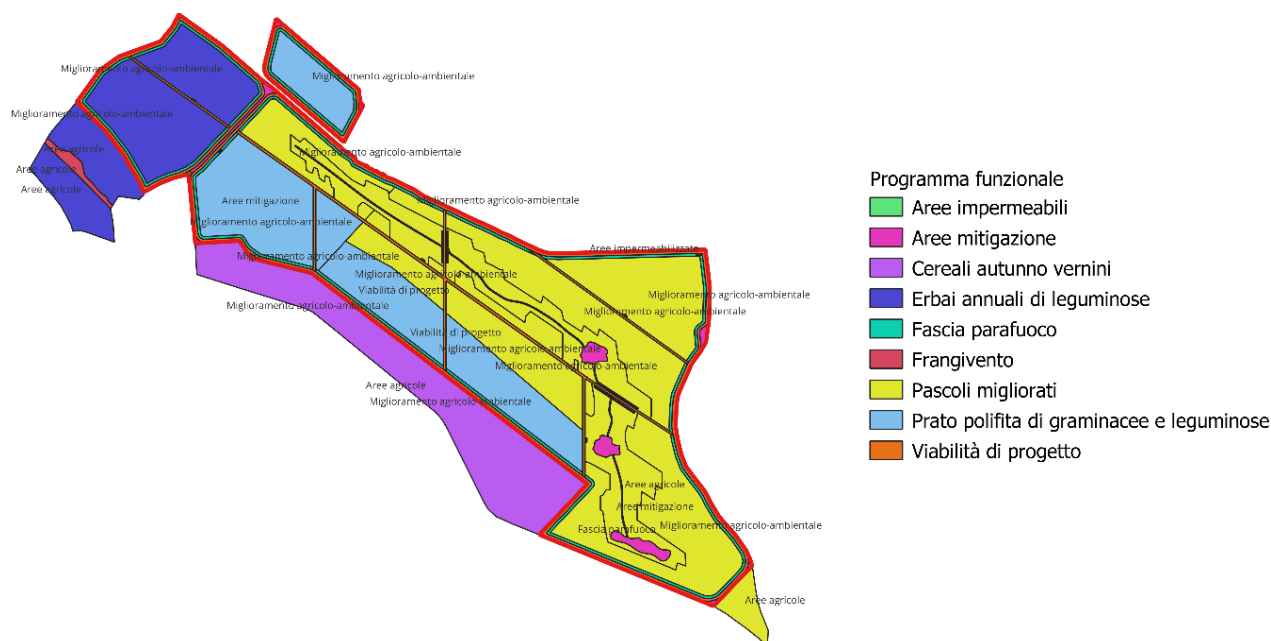 Miglioramento agricolo-ambientale
Miglioramento agricolo-ambientale
Miglioramento agricolo-ambientale
Aree agricole
Miglioramento agricolo-ambientale
Aree agricole
Aree agricole
Aree mitigazione
Miglioramento agricolo-ambientale
Miglioramento agricolo-ambientale
Aree impermeabilizzate
Miglioramento agricolo-ambientale
Miglioramento agricolo-ambientale
Viabilità di progetto
Miglioramento agricolo-ambientale
Miglioramento agricolo-ambientale
Miglioramento agricolo-ambientale
Viabilità di progetto
Miglioramento agricolo-ambientale
Miglioramento agricolo-ambientale
Aree agricole
Miglioramento agricolo-ambientale
Aree agricole
Aree mitigazione
Fascia parafuoco
Miglioramento agricolo-ambientale
Aree agricole
Programma funzionale
Aree impermeabili
Aree mitigazione
Cereali autunno vernini
Erbai annuali di leguminose
Fascia parafuoco
Frangivento
Pascoli migliorati
Prato polifita di graminacee e leguminose
Viabilità di progetto